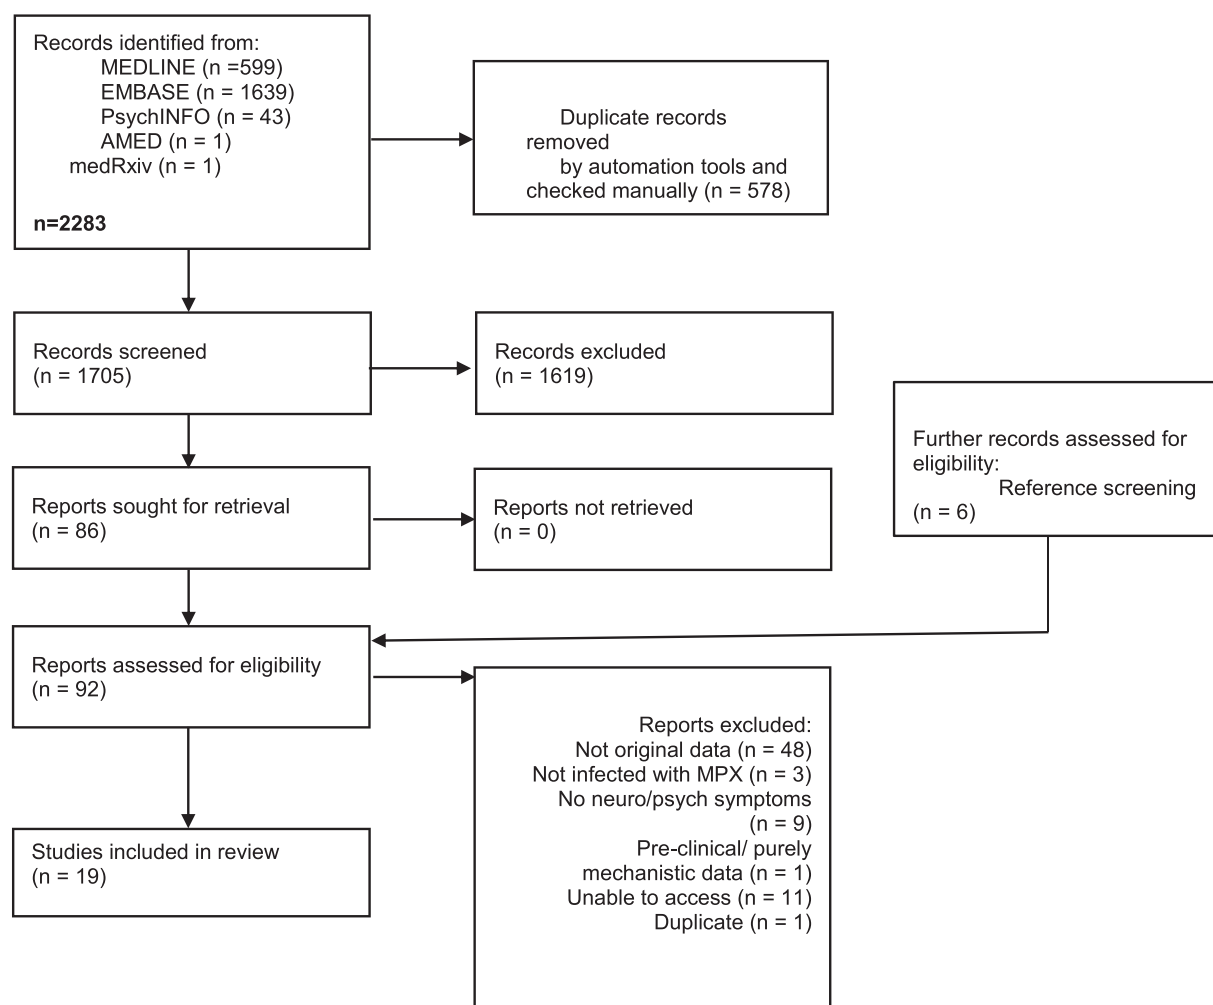 Records identified from:
MEDLINE (n =599)
EMBASE (n = 1639)
PsychINFO (n = 43)
AMED (n = 1)
medRxiv (n = 1)
n=2283
Duplicate records
removed
by automation tools and
checked manually (n = 578)
Records screened
(n = 1705)
Records excluded
(n = 1619)
Further records assessed for
eligibility:
Reference screening
(n = 6)
Reports sought for retrieval
(n = 86)
Reports not retrieved
(n = 0)
Reports assessed for eligibility
(n = 92)
Reports excluded:
Not original data (n = 48)
Not infected with MPX (n = 3)
No neuro/psych symptoms
(n = 9)
Pre-clinical/ purely
mechanistic data (n = 1)
Unable to access (n = 11)
Duplicate (n = 1)
Studies included in review
(n = 19)